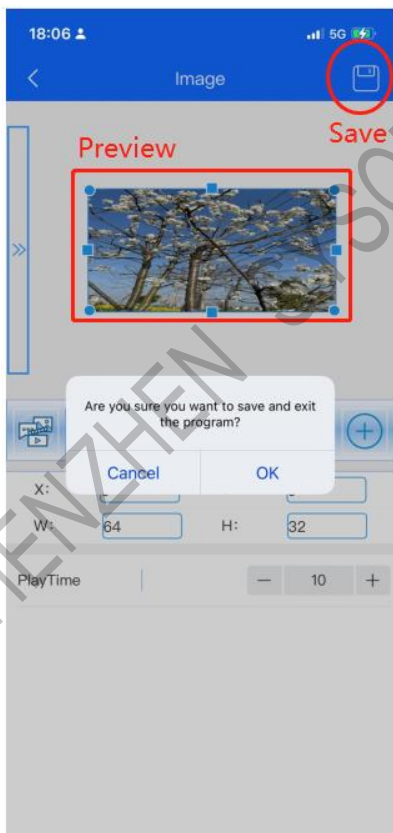 18:06
5G
Image
Save
Preview
Are you sure you want to save and exit
the program?
Cancel
OK
X:
W:
64
H:
32
PlayTime
10